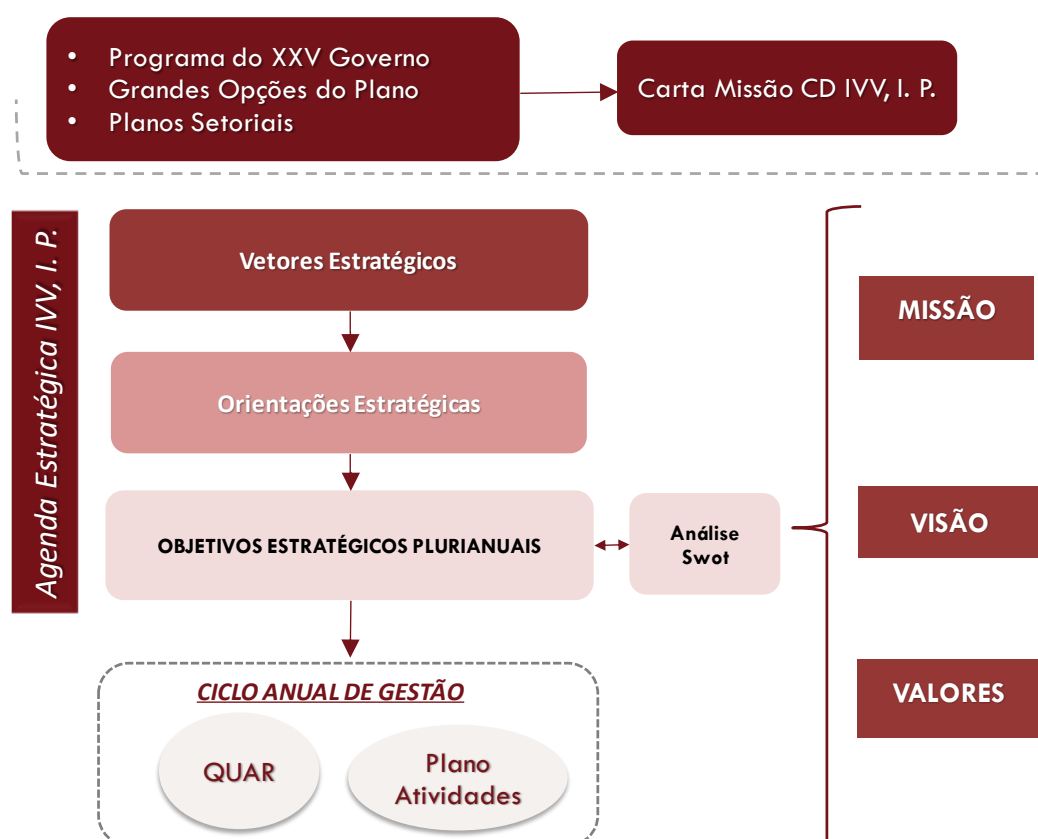 • Programa do XXV Governo
• Grandes Opções do Plano
• Planos Setoriais
Carta Missão CD IVV, I. P.
Agenda Estratégica IVV, I. P.
Vetores Estratégicos
Orientações Estratégicas
OBJETIVOS ESTRATÉGICOS PLURIANUAIS
Análise
Swot
MISSÃO
VISÃO
VALORES
CICLO ANUAL DE GESTÃO
QUAR
Plano
Atividades